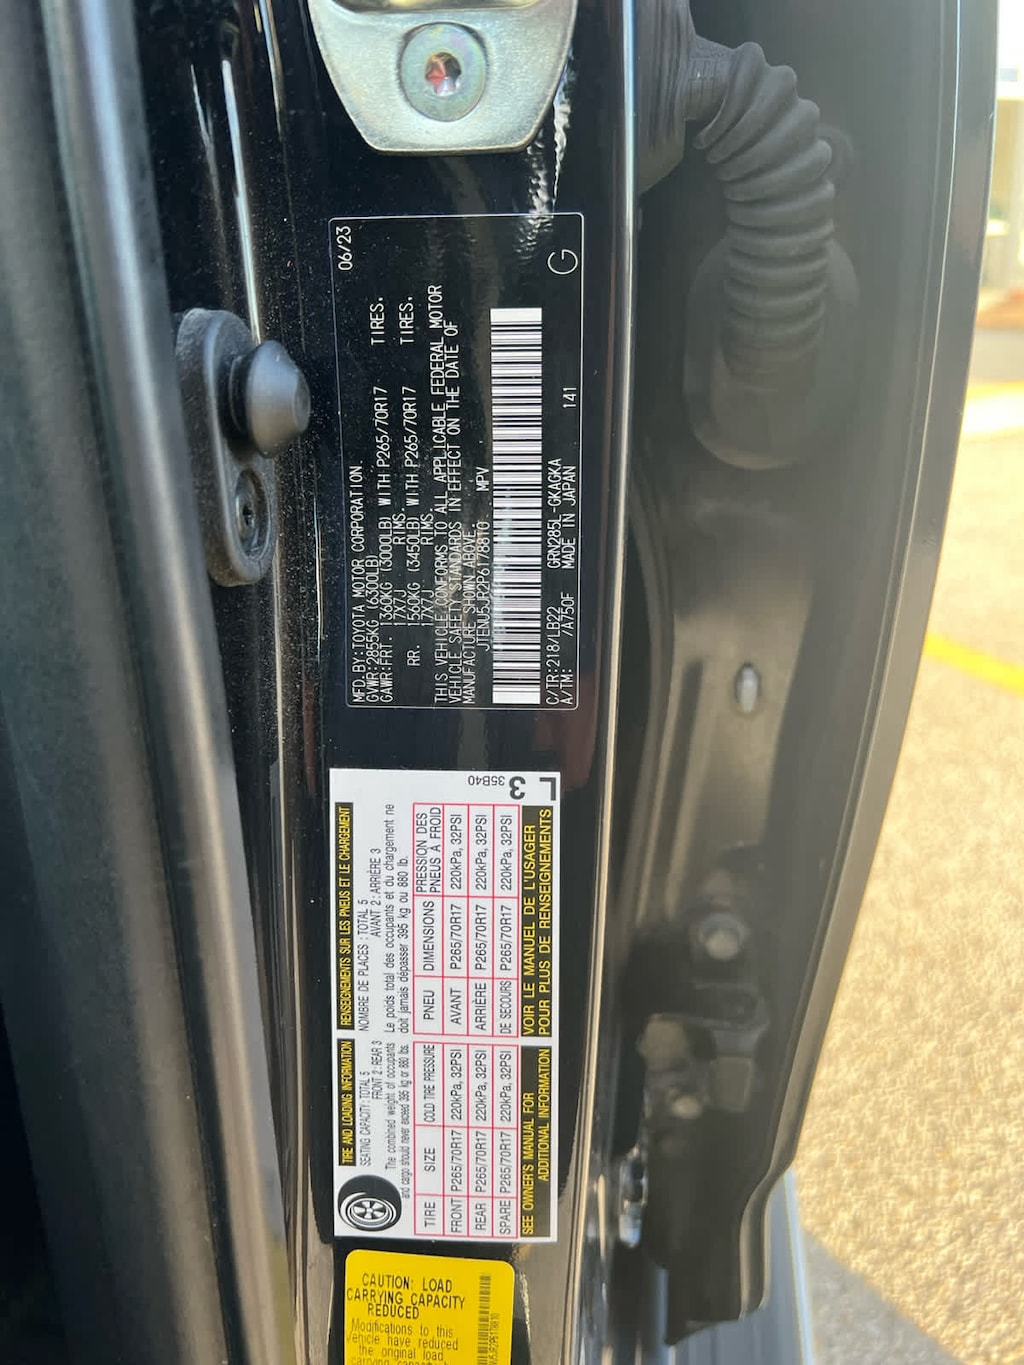 06/23
MFD.BY:TOYOTA MOTOR CORPORATION
GVWR:2855KG (6300LB)
GAWR:FRT. 1360KG (3000LB) WITH P265/70R17 TIRES.
17X7J RIMS.
RR. 1560KG (3450LB) WITH P265/70R17 TIRES.
17X7J RIMS.
THIS VEHICLE CONFORMS TO ALL APPLICABLE FEDERAL MOTOR
VEHICLE SAFETY STANDARDS IN EFFECT ON THE DATE OF
MANUFACTURE SHOWN ABOVE.
JTENU5JR2P6178810 MPV
C/TR:218/LB22 GRN285L-GKAGKA 141
A/TM: /A750F MADE IN JAPAN
G
TIRE AND LOADING INFORMATION
SEATING CAPACITY: TOTAL 5
FRONT 2: REAR 3
The combined weight of occupants
and cargo should never exceed 395 kg or 880 lbs.
TIRE SIZE COLD TIRE PRESSURE
FRONT P265/70R17 220kPa, 32PSI
REAR P265/70R17 220kPa, 32PSI
SPARE P265/70R17 220kPa, 32PSI
SEE OWNER'S MANUAL FOR
ADDITIONAL INFORMATION
RENSEIGNEMENTS SUR LES PNEUS ET LE CHARGEMENT
NOMBRE DE PLACES : TOTAL 5
AVANT 2 : ARRIÈRE 3
Le poids total des occupants et du chargement ne
doit jamais dépasser 395 kg ou 880 lb.
PNEU DIMENSIONS PRESSION DES
PNEUS À FROID
AVANT P265/70R17 220kPa, 32PSI
ARRIÈRE P265/70R17 220kPa, 32PSI
DE SECOURS P265/70R17 220kPa, 32PSI
VOIR LE MANUEL DE L'USAGER
POUR PLUS DE RENSEIGNEMENTS
35B40
L3
CAUTION: LOAD
CARRYING CAPACITY
REDUCED
Modifications to this
vehicle have reduced
the original load